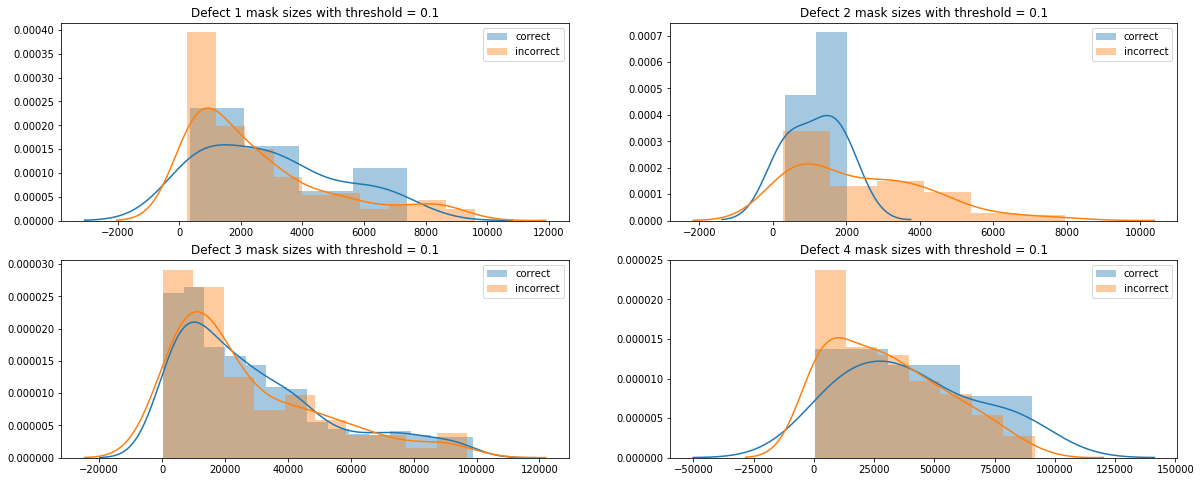 Defect 1 mask sizes with threshold = 0.1
0.00040
0.00035
0.00030
0.00025
0.00020
0.00015
0.00010
0.00005
0.00000
correct
incorrect
−2000 0 2000 4000 6000 8000 10000 12000
Defect 2 mask sizes with threshold = 0.1
0.0007
0.0006
0.0005
0.0004
0.0003
0.0002
0.0001
0.0000
correct
incorrect
−2000 0 2000 4000 6000 8000 10000
Defect 3 mask sizes with threshold = 0.1
0.000030
0.000025
0.000020
0.000015
0.000010
0.000005
0.000000
correct
incorrect
−20000 0 20000 40000 60000 80000 100000 120000
Defect 4 mask sizes with threshold = 0.1
0.000025
0.000020
0.000015
0.000010
0.000005
0.000000
correct
incorrect
−50000 −25000 0 25000 50000 75000 100000 125000 150000